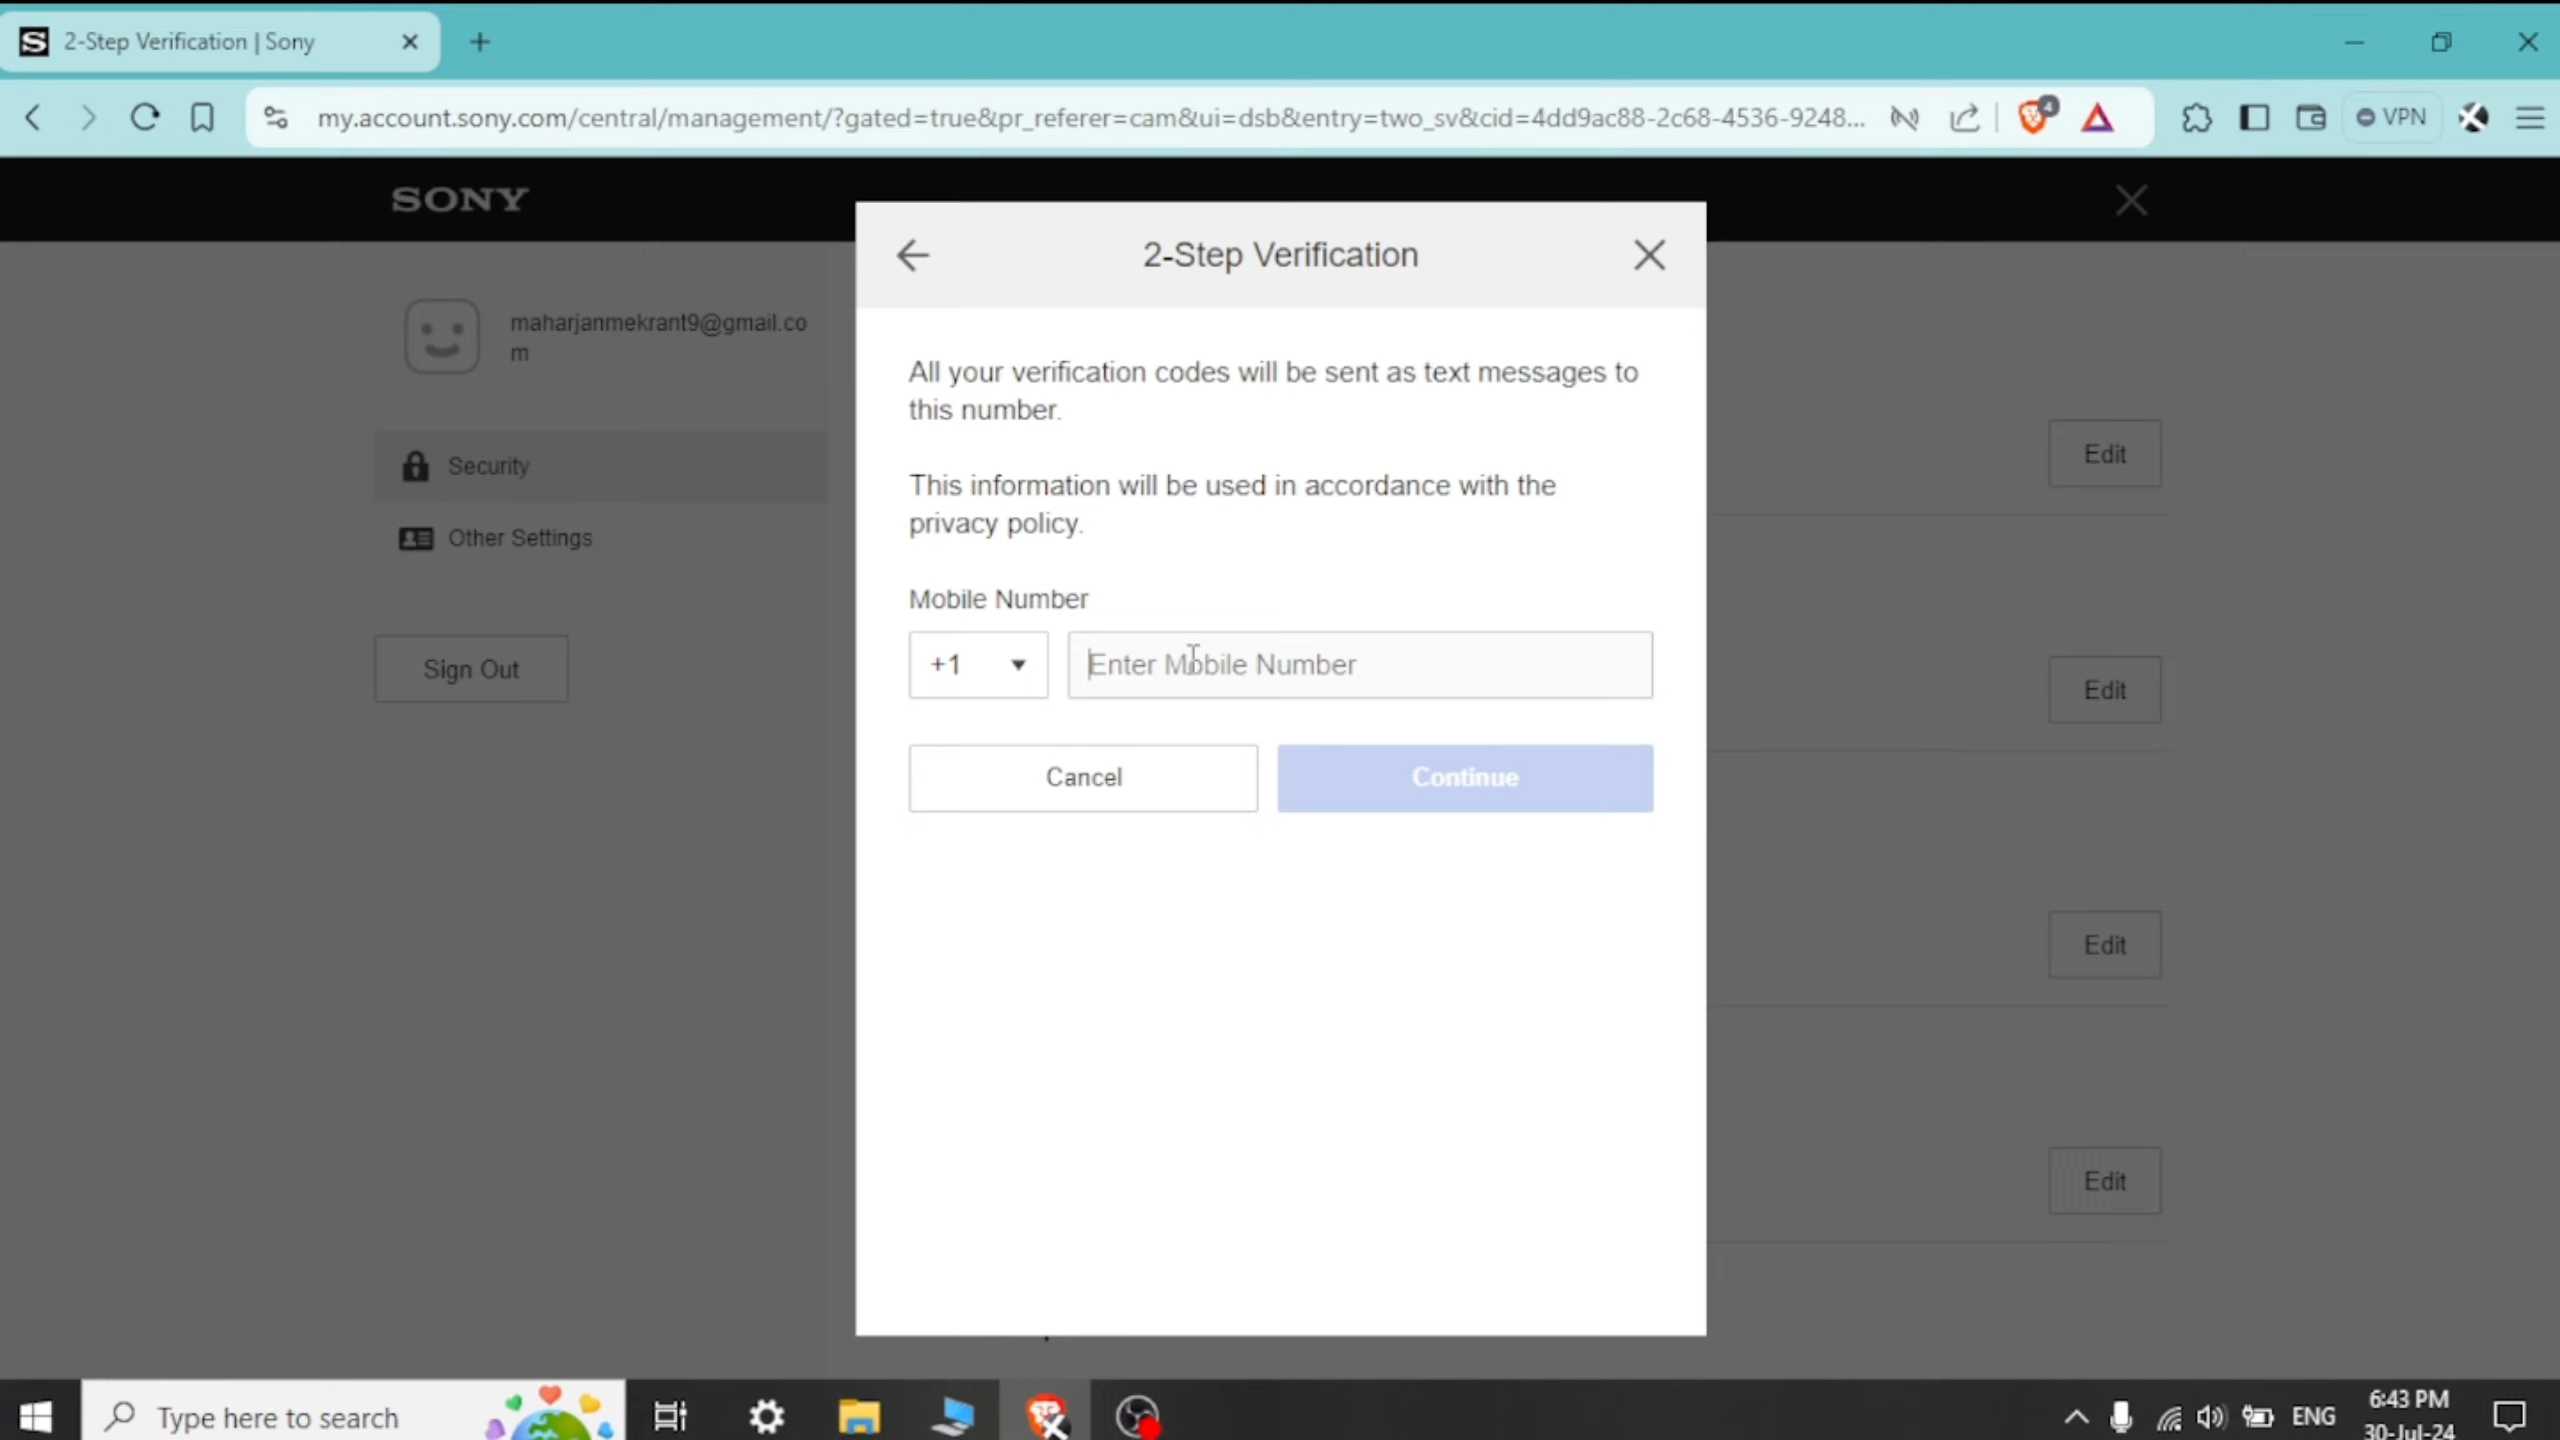 2-Step Verification | Sony
my.account.sony.com/central/management/?gated=true&pr_referer=cam&ui=dsb&entry=two_sv&cid=4dd9ac88-2c68-4536-9248...
4
VPN
SONY
2-Step Verification
maharjanmekrant9@gmail.co
m
All your verification codes will be sent as text messages to
this number.
Edit
Security
This information will be used in accordance with the
privacy policy.
Other Settings
Mobile Number
+1
Enter Mobile Number
Sign Out
Edit
Cancel
Continue
Edit
Edit
Type here to search
ENG
6:43 PM
30-Jul-24